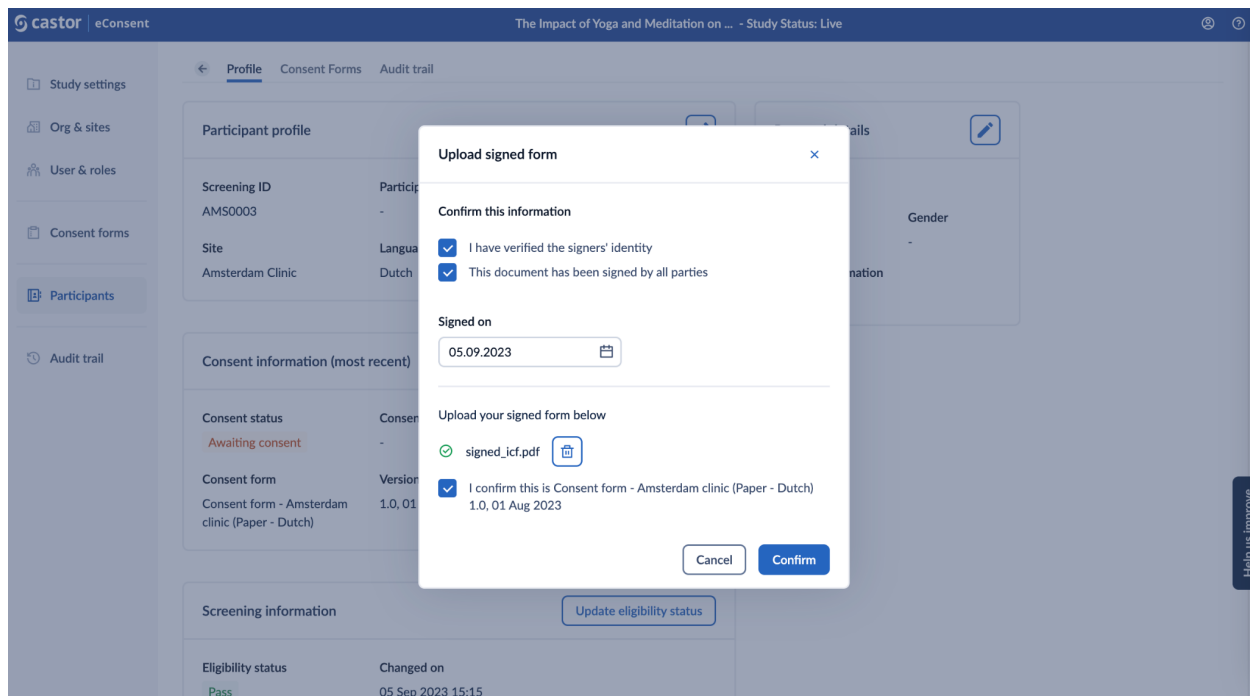 castor eConsent
The Impact of Yoga and Meditation on ... - Study Status: Live
Study settings
Org & sites
User & roles
Consent forms
Participants
Audit trail
Profile Consent Forms Audit trail
Participant profile
Screening ID
AMS0003
-
Site
Amsterdam Clinic
Dutch
Gender
-
Consent information (most recent)
Consent status
Awaiting consent
-
Consent form
Version
Consent form - Amsterdam
clinic (Paper - Dutch)
1.0, 01
Screening information
Update eligibility status
Eligibility status
Changed on
Pass
05 Sep 2023 15:15
Upload signed form
Confirm this information
I have verified the signers' identity
This document has been signed by all parties
Signed on
05.09.2023
Upload your signed form below
signed_icf.pdf
I confirm this is Consent form - Amsterdam clinic (Paper - Dutch)
1.0, 01 Aug 2023
Cancel Confirm
Help us improve